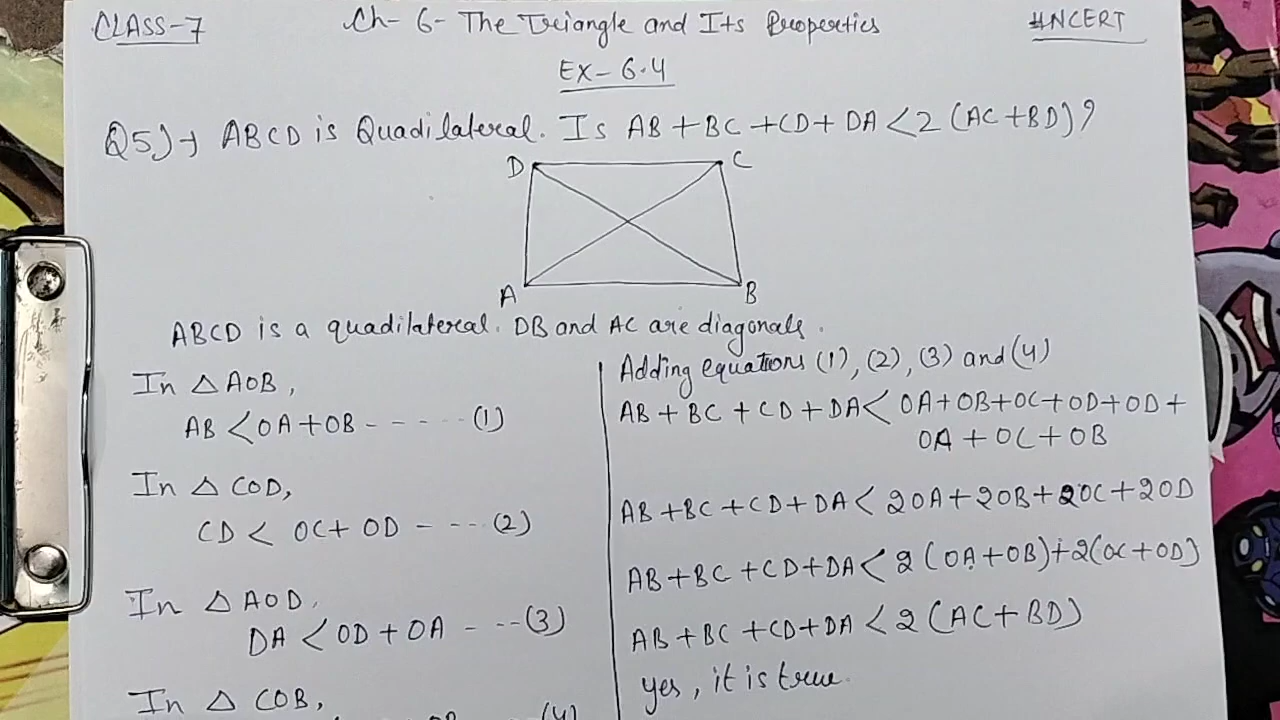 CLASS-7
Ch- 6- The Triangle and Its Properties
#NCERT
EX- 6.4
Q5)→ ABCD is Quadilateral. Is AB+BC+CD+DA<2(AC+BD)?
D
C
A
B
ABCD is a quadilateral. DB and AC are diagonals.
In △AOB,
AB<OA+OB------(1)
In △COD,
CD< OC+OD-----(2)
In △AOD,
DA<OD+OA---(3)
In △COB,
OB (4)
Adding equations (1), (2), (3) and (4)
AB+BC+CD+DA< OA+OB+OC+OD+OD+
OA+OC+OB
AB+BC+CD+DA< 2OA+2OB+2OC+2OD
AB+BC+CD+DA< 2(OA+OB)+2(OC+OD)
AB+BC+CD+DA<2(AC+BD)
yes, it is true.